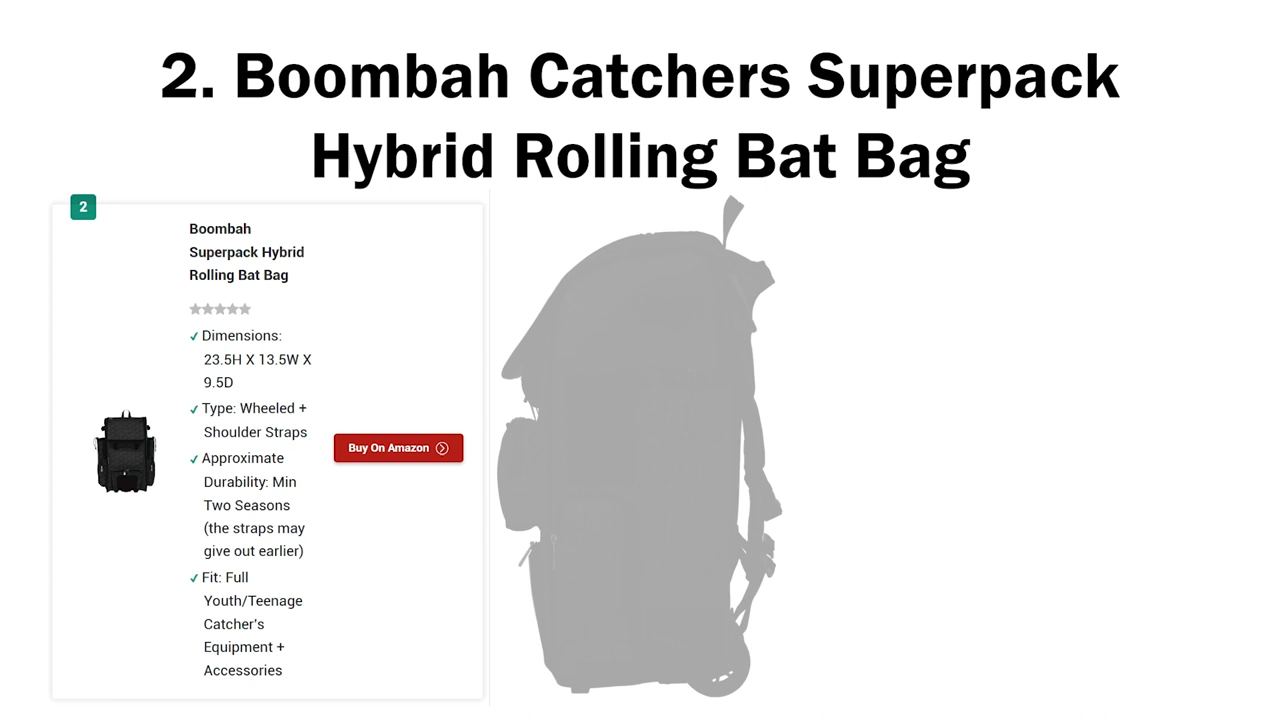 2. Boombah Catchers Superpack
Hybrid Rolling Bat Bag
2
Boombah
Superpack Hybrid
Rolling Bat Bag
Dimensions:
23.5H X 13.5W X
9.5D
Type: Wheeled +
Shoulder Straps
Approximate
Durability: Min
Two Seasons
(the straps may
give out earlier)
Fit: Full
Youth/Teenage
Catcher's
Equipment +
Accessories
Buy On Amazon